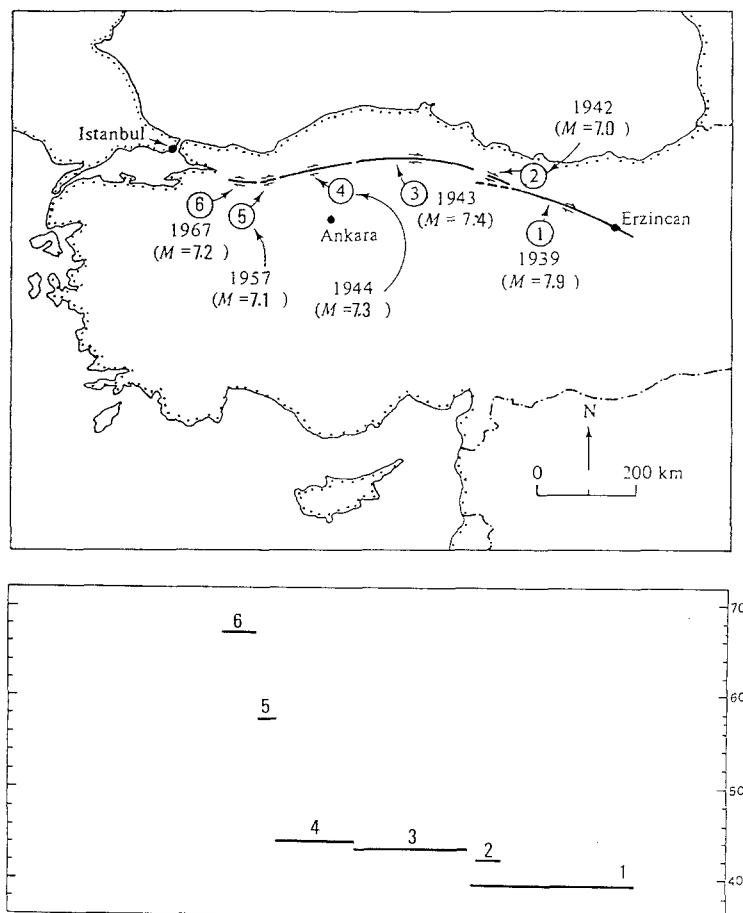 1942
(M =7.0 )
Istanbul
②
④
③
1943
(M =7.4)
⑥
⑤
1967
(M =7.2 )
Ankara
①
1939
(M =7.9 )
Erzincan
1957
(M =7.1 )
1944
(M =7.3 )
N
0 200 km
70
6
60
5
50
4
3
2
1
40